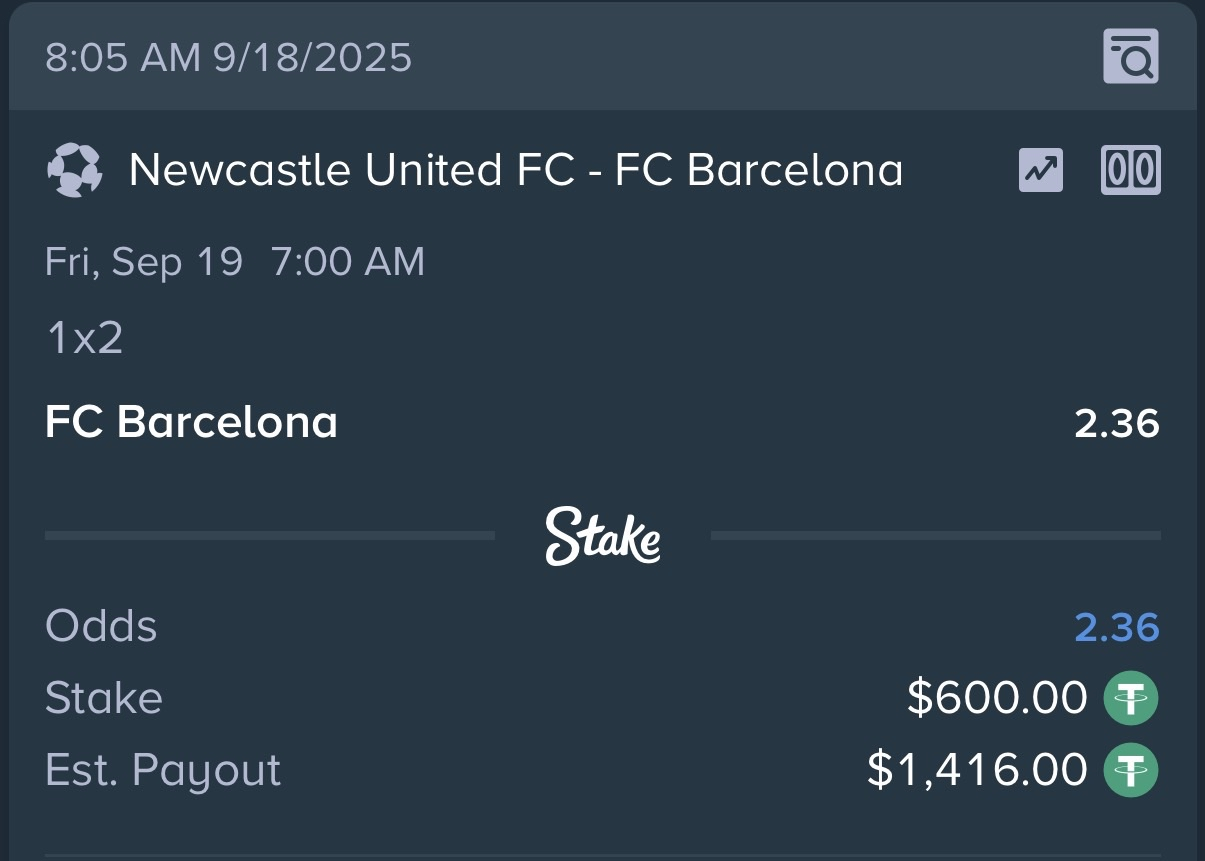 8:05 AM 9/18/2025
Newcastle United FC - FC Barcelona
Fri, Sep 19 7:00 AM
1x2
FC Barcelona 2.36
Stake
Odds 2.36
Stake $600.00
Est. Payout $1,416.00